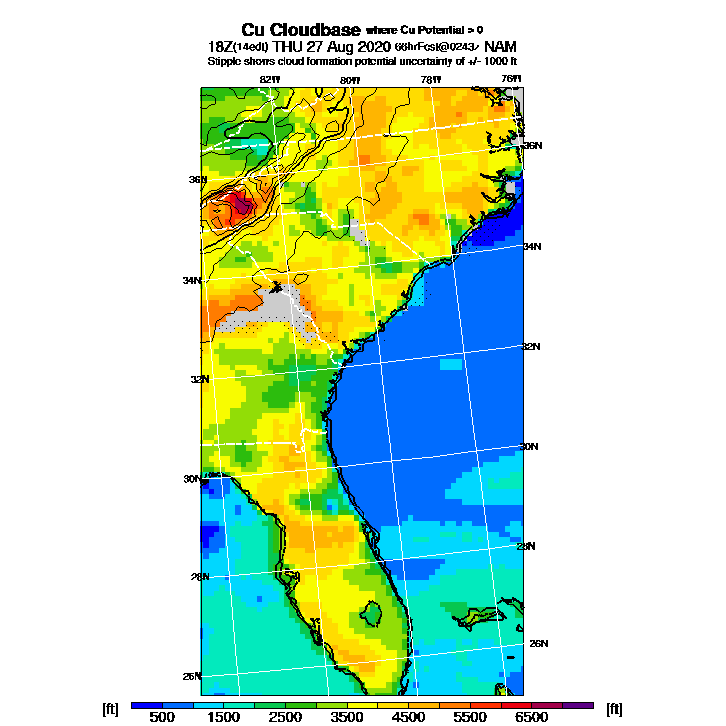 Cu Cloudbase where Cu Potential > 0
18Z(14edt) THU 27 Aug 2020 66hrFcst@0243z NAM
Stipple shows cloud formation potential uncertainty of +/- 1000 ft
82W 80W 78W 76W
36N
36N
34N
34N
32N
32N
30N
30N
28N
28N
26N
26N
[ft] 500 1500 2500 3500 4500 5500 6500 [ft]